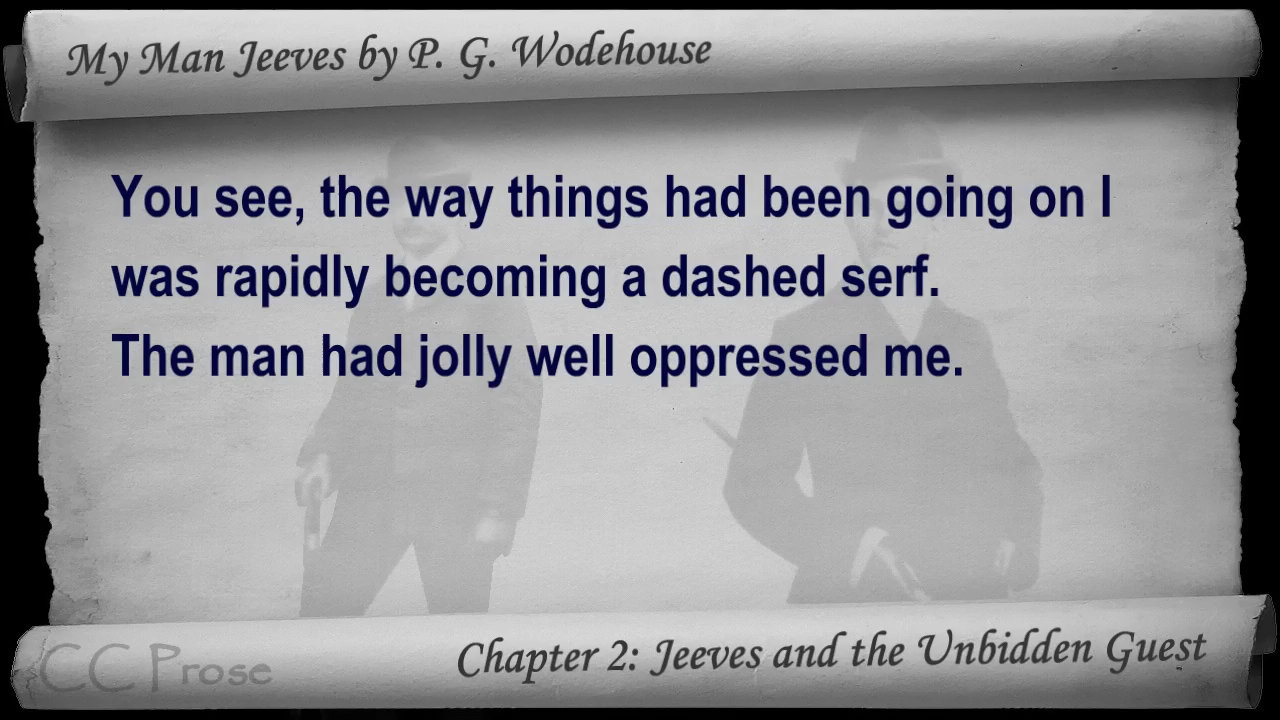 My Man Jeeves by P. G. Wodehouse
You see, the way things had been going on I
was rapidly becoming a dashed serf.
The man had jolly well oppressed me.
CC Prose
Chapter 2: Jeeves and the Unbidden Guest